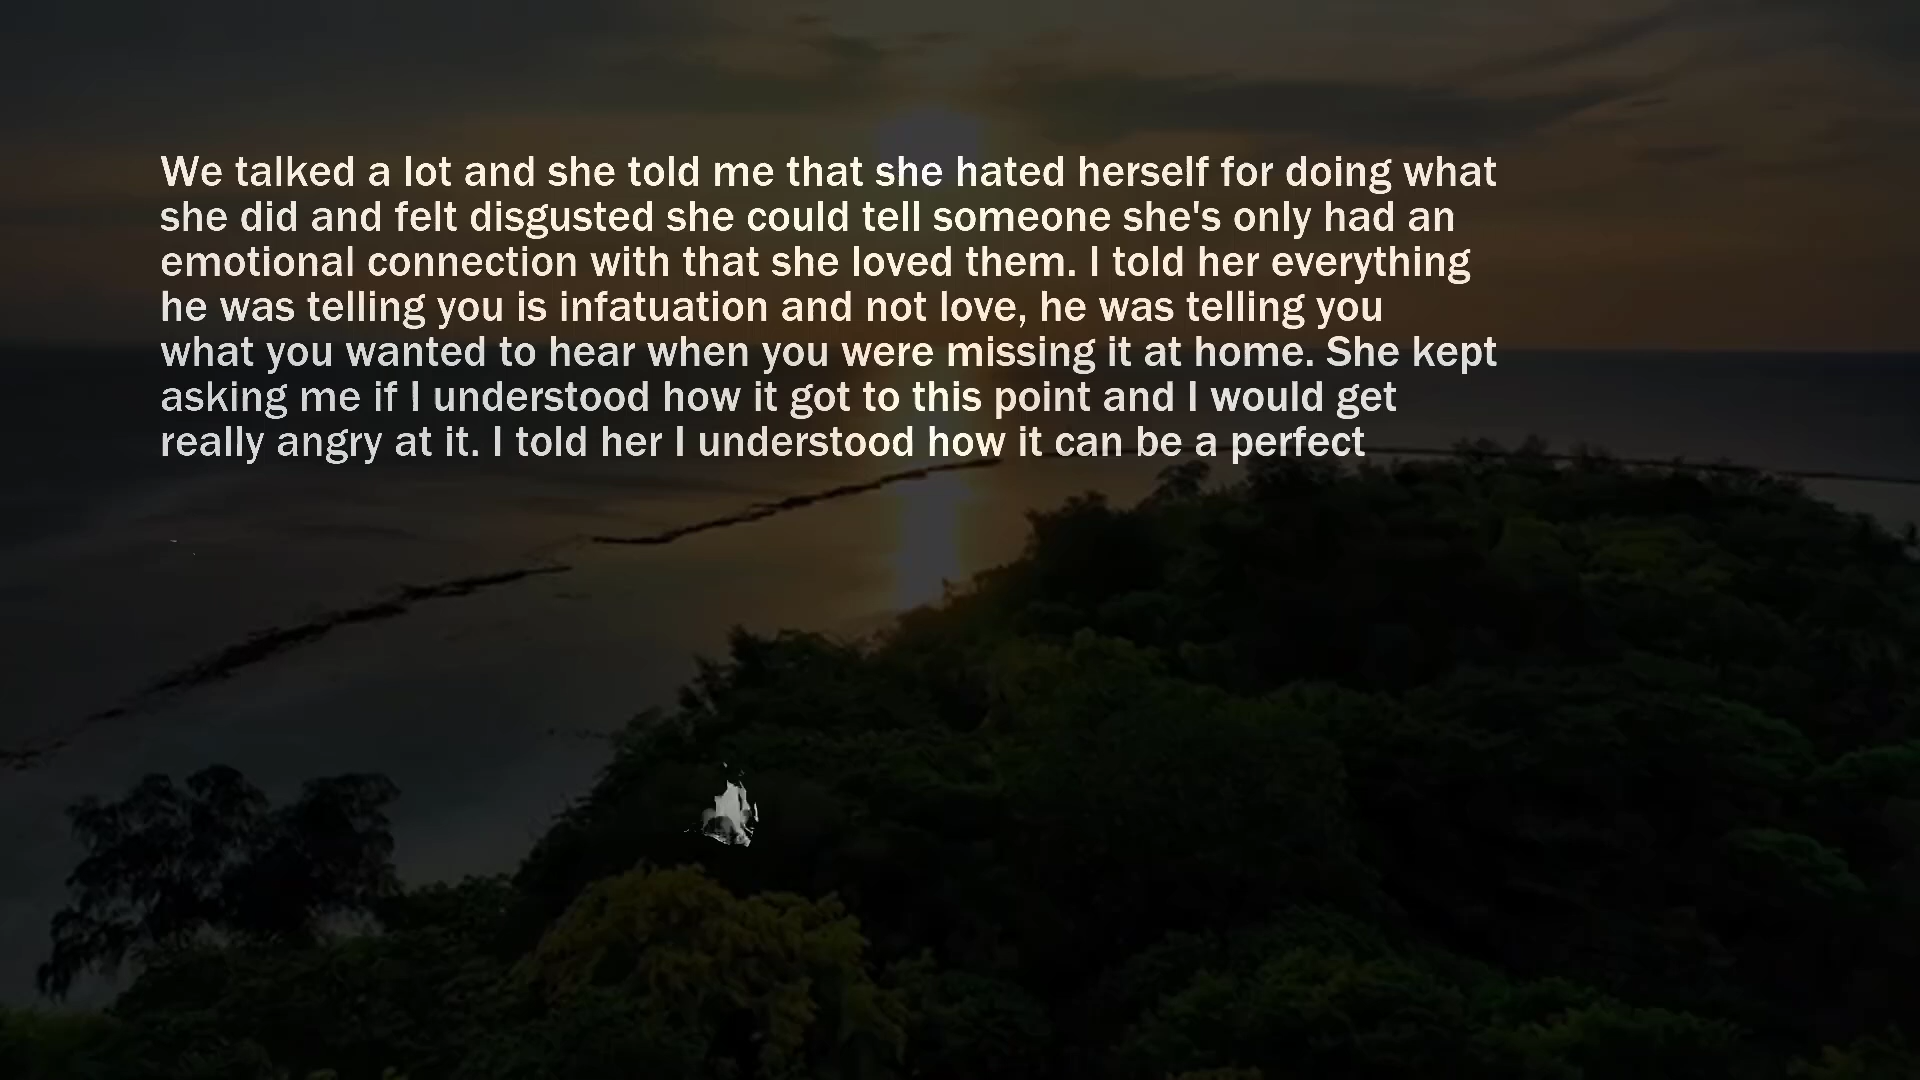 We talked a lot and she told me that she hated herself for doing what
she did and felt disgusted she could tell someone she's only had an
emotional connection with that she loved them. I told her everything
he was telling you is infatuation and not love, he was telling you
what you wanted to hear when you were missing it at home. She kept
asking me if I understood how it got to this point and I would get
really angry at it. I told her I understood how it can be a perfect